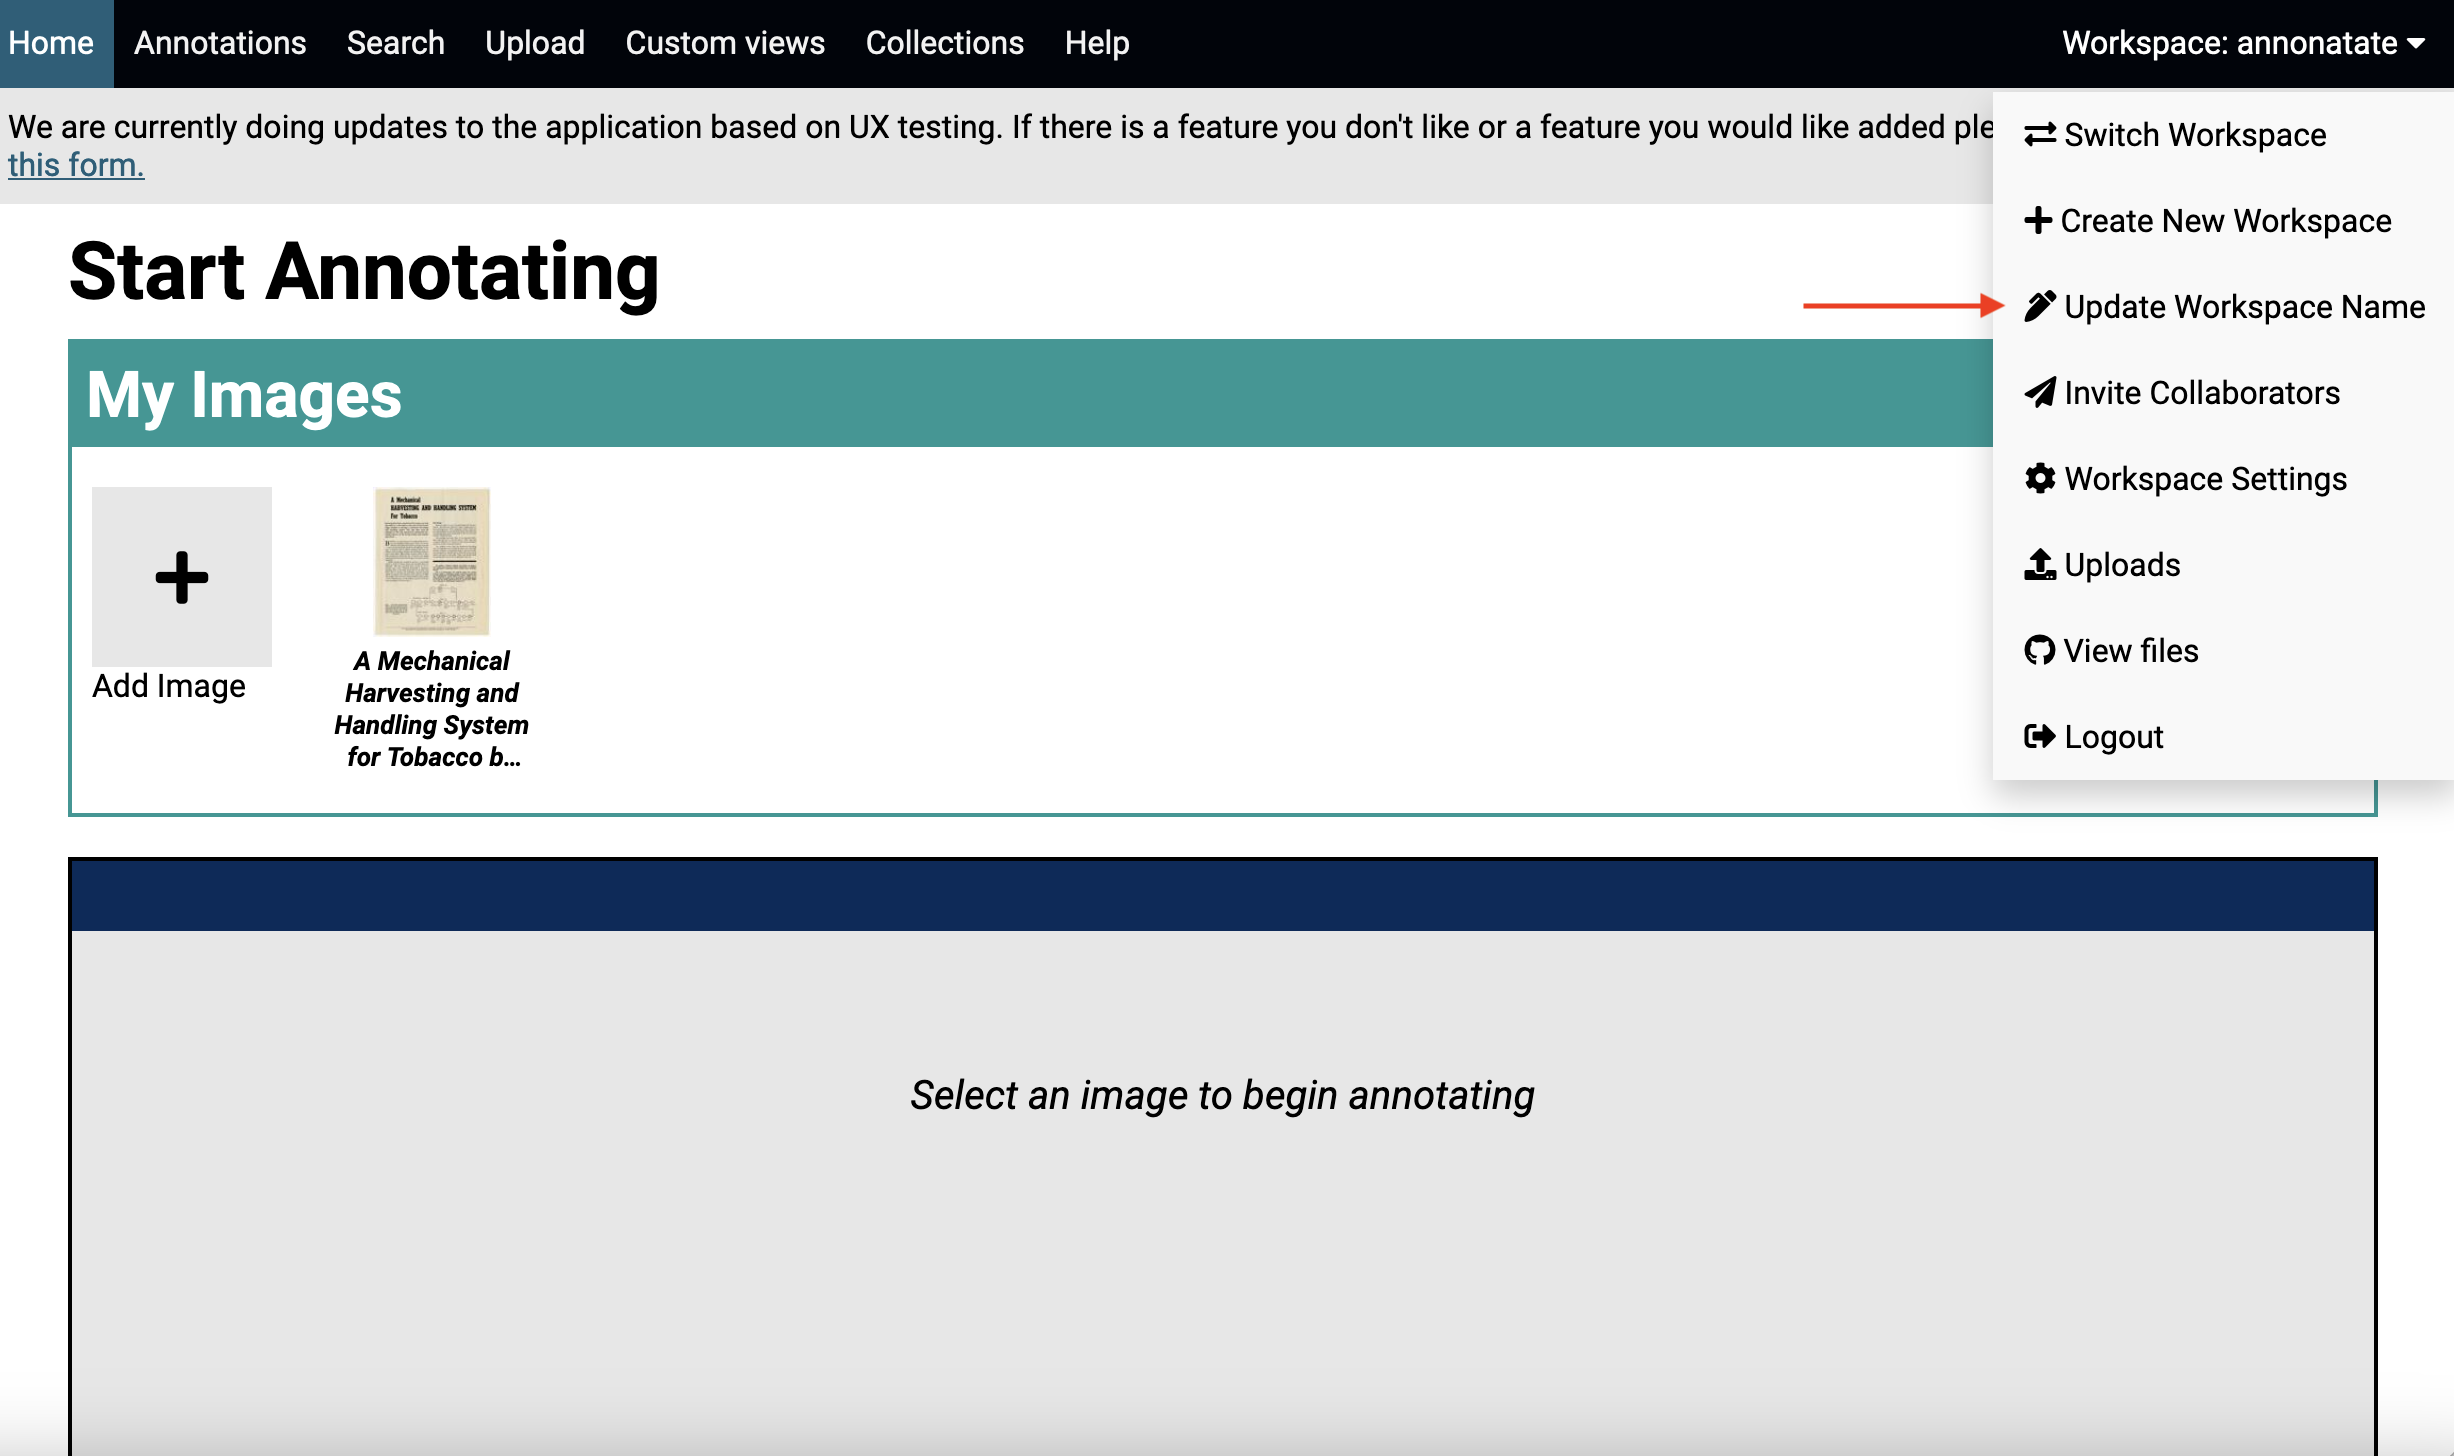 Home Annotations Search Upload Custom views Collections Help Workspace: annonatate
We are currently doing updates to the application based on UX testing. If there is a feature you don't like or a feature you would like added
this form.
Switch Workspace
Create New Workspace
Update Workspace Name
Invite Collaborators
Workspace Settings
Uploads
View files
Logout
Start Annotating
My Images
Add Image
A Mechanical
HARVESTING AND HANDLING SYSTEM
For Tobacco
A Mechanical
Harvesting and
Handling System
for Tobacco b...
Select an image to begin annotating